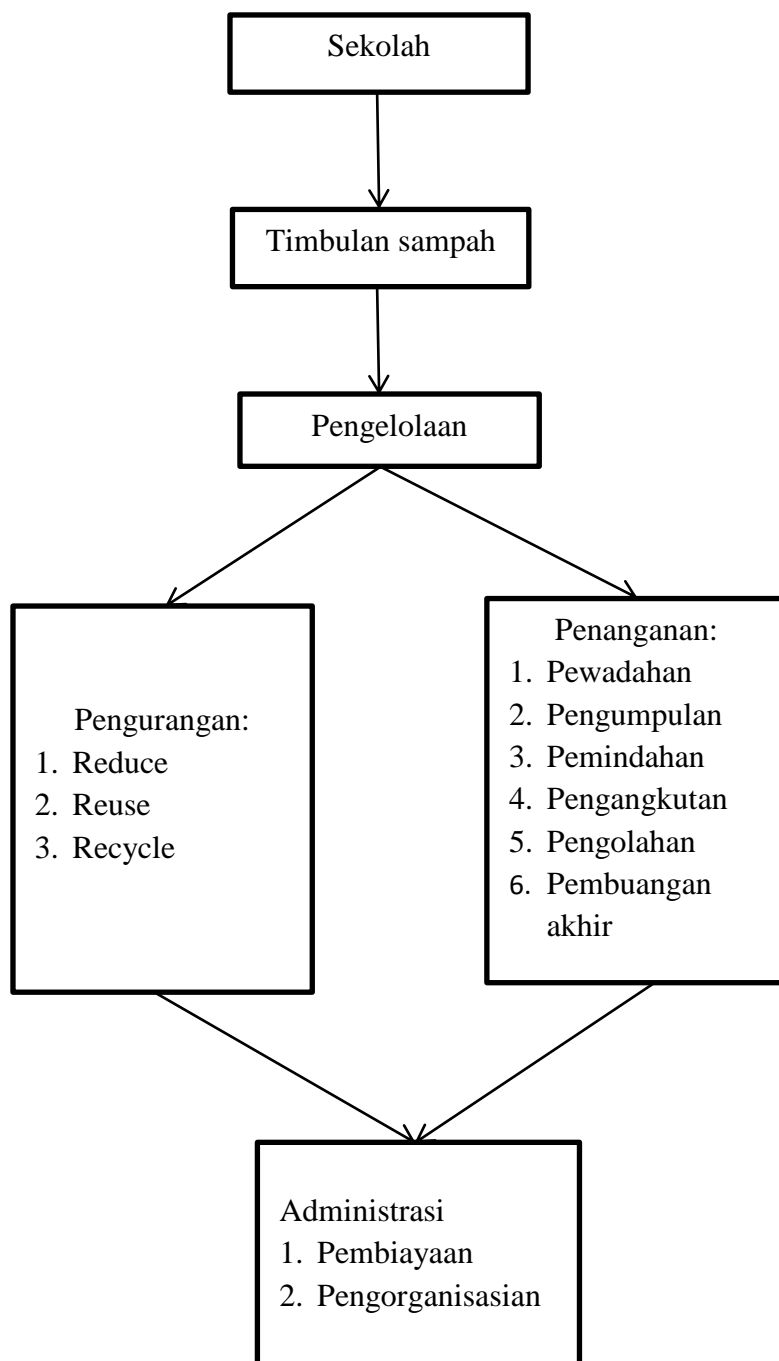 Sekolah
Timbulan sampah
Pengelolaan
Pengurangan:
1. Reduce
2. Reuse
3. Recycle
Penanganan:
1. Pewadahan
2. Pengumpulan
3. Pemindahan
4. Pengangkutan
5. Pengolahan
6. Pembuangan
akhir
Administrasi
1. Pembiayaan
2. Pengorganisasian